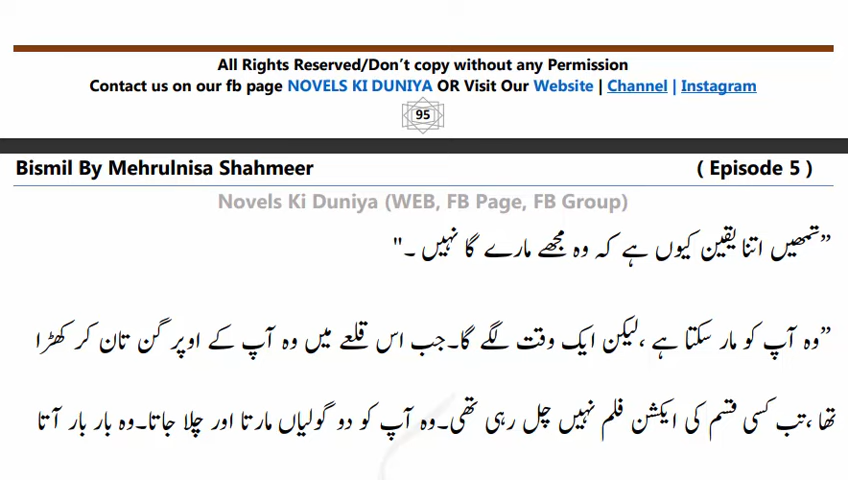 All Rights Reserved/Don’t copy without any Permission
Contact us on our fb page NOVELS KI DUNIYA OR Visit Our Website | Channel | Instagram
95
Bismil By Mehrulnisa Shahmeer ( Episode 5 )
Novels Ki Duniya (WEB, FB Page, FB Group)
”تمھیں اتنا یقین کیوں ہے کہ وہ مجھے مارے گا نہیں ۔"
”وہ آپ کو مار سکتا ہے ،لیکن ایک وقت لگے گا۔جب اس قلعے میں وہ آپ کے اوپر گن تان کر کھڑا
تھا ،تب کسی قسم کی ایکشن فلم نہیں چل رہی تھی۔وہ آپ کو دو گولیاں مارتا اور چلا جاتا۔وہ بار بار آتا